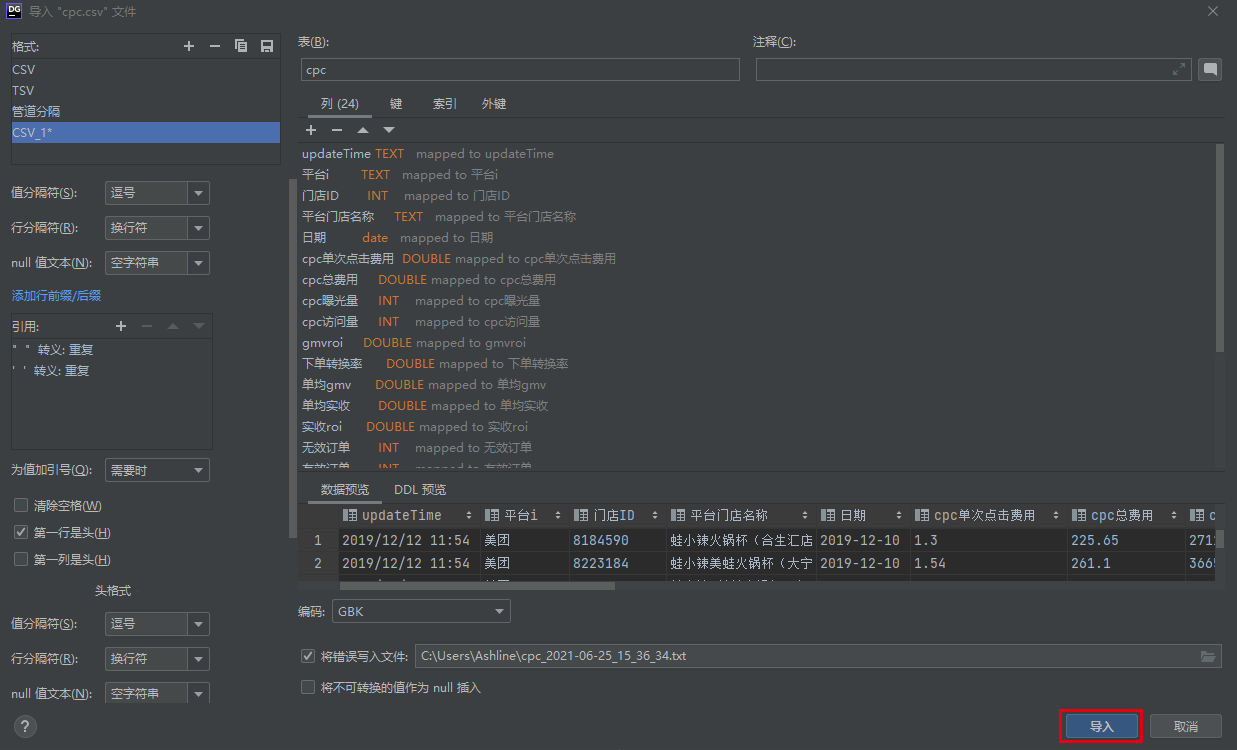 DG 导入 "cpc.csv" 文件
格式:
CSV
TSV
管道分隔
CSV_1*
值分隔符(S): 逗号
行分隔符(R): 换行符
null 值文本(N): 空字符串
添加行前缀/后缀
引用:
" " 转义: 重复
' ' 转义: 重复
为值加引号(Q): 需要时
清除空格(W)
第一行是头(H)
第一列是头(H)
头格式
值分隔符(S): 逗号
行分隔符(R): 换行符
null 值文本(N): 空字符串
?
表(B): 注释(C):
cpc
列 (24) 键 索引 外键
updateTime TEXT mapped to updateTime
平台i TEXT mapped to 平台i
门店ID INT mapped to 门店ID
平台门店名称 TEXT mapped to 平台门店名称
日期 date mapped to 日期
cpc单次点击费用 DOUBLE mapped to cpc单次点击费用
cpc总费用 DOUBLE mapped to cpc总费用
cpc曝光量 INT mapped to cpc曝光量
cpc访问量 INT mapped to cpc访问量
gmvroi DOUBLE mapped to gmvroi
下单转换率 DOUBLE mapped to 下单转换率
单均gmv DOUBLE mapped to 单均gmv
单均实收 DOUBLE mapped to 单均实收
实收roi DOUBLE mapped to 实收roi
无效订单 INT mapped to 无效订单
有效订单 INT mapped to 有效订单
数据预览 DDL 预览
updateTime 平台i 门店ID 平台门店名称 日期 cpc单次点击费用 cpc总费用 c
1 2019/12/12 11:54 美团 8184590 蛙小辣火锅杯（合生汇店 2019-12-10 1.3 225.65 271
2 2019/12/12 11:54 美团 8223184 蛙小辣美蛙火锅杯（大宁 2019-12-10 1.54 261.1 366
编码: GBK
将错误写入文件: C:\Users\Ashline\cpc_2021-06-25_15_36_34.txt
将不可转换的值作为 null 插入
导入 取消